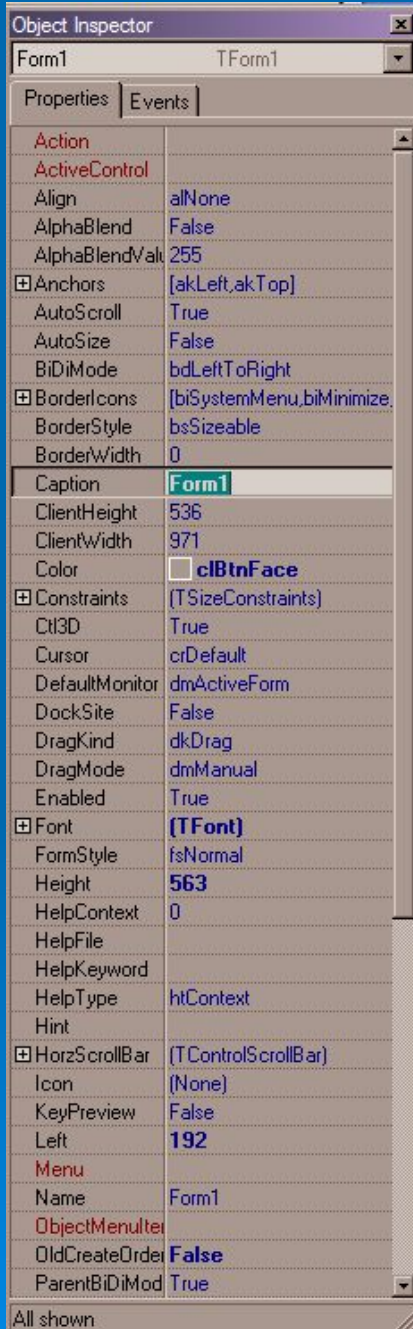 Object Inspector
Form1 TForm1
Properties Events
Action
ActiveControl
Align alNone
AlphaBlend False
AlphaBlendValu 255
Anchors [akLeft,akTop]
AutoScroll True
AutoSize False
BiDiMode bdLeftToRight
BorderIcons [biSystemMenu,biMinimize,
BorderStyle bsSizeable
BorderWidth 0
Caption Form1
ClientHeight 536
ClientWidth 971
Color clBtnFace
Constraints (TSizeConstraints)
Ctl3D True
Cursor crDefault
DefaultMonitor dmActiveForm
DockSite False
DragKind dkDrag
DragMode dmManual
Enabled True
Font (TFont)
FormStyle fsNormal
Height 563
HelpContext 0
HelpFile
HelpKeyword
HelpType htContext
Hint
HorzScrollBar (TControlScrollBar)
Icon (None)
KeyPreview False
Left 192
Menu
Name Form1
ObjectMenuIter
OldCreateOrder False
ParentBiDiMod True
All shown